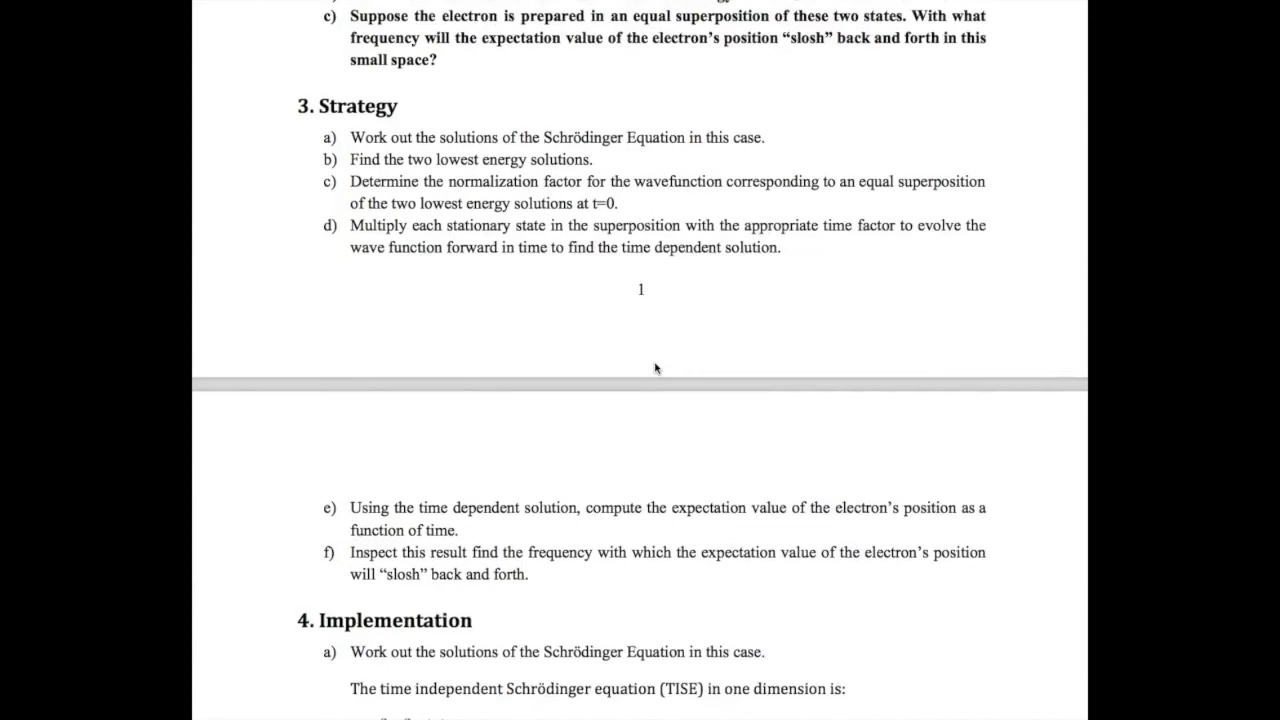 c) Suppose the electron is prepared in an equal superposition of these two states. With what
frequency will the expectation value of the electron’s position “slosh” back and forth in this
small space?
3. Strategy
a) Work out the solutions of the Schrödinger Equation in this case.
b) Find the two lowest energy solutions.
c) Determine the normalization factor for the wavefunction corresponding to an equal superposition
of the two lowest energy solutions at t=0.
d) Multiply each stationary state in the superposition with the appropriate time factor to evolve the
wave function forward in time to find the time dependent solution.
1
e) Using the time dependent solution, compute the expectation value of the electron’s position as a
function of time.
f) Inspect this result find the frequency with which the expectation value of the electron’s position
will “slosh” back and forth.
4. Implementation
a) Work out the solutions of the Schrödinger Equation in this case.
The time independent Schrödinger equation (TISE) in one dimension is: